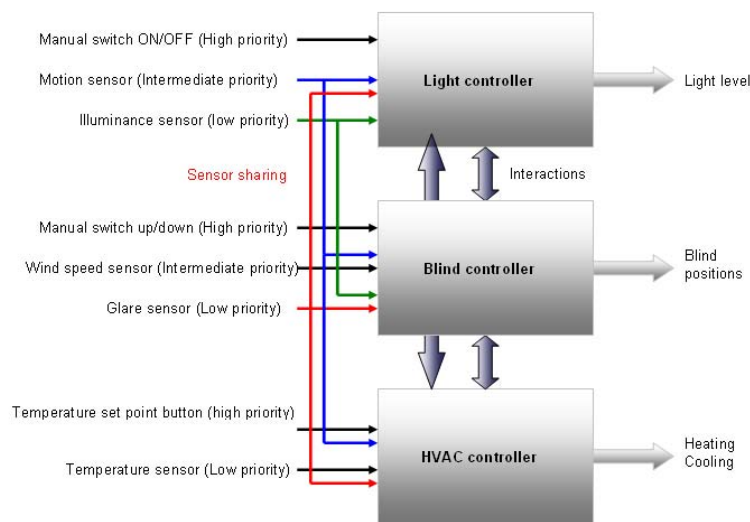 Manual switch ON/OFF (High priority)
Motion sensor (Intermediate priority)
Light controller
Light level
Illuminance sensor (low priority)
Sensor sharing
Interactions
Manual switch up/down (High priority)
Wind speed sensor (Intermediate priority)
Blind controller
Blind
positions
Glare sensor (Low priority)
Temperature set point button (high priority)
HVAC controller
Heating
Cooling
Temperature sensor (Low priority)